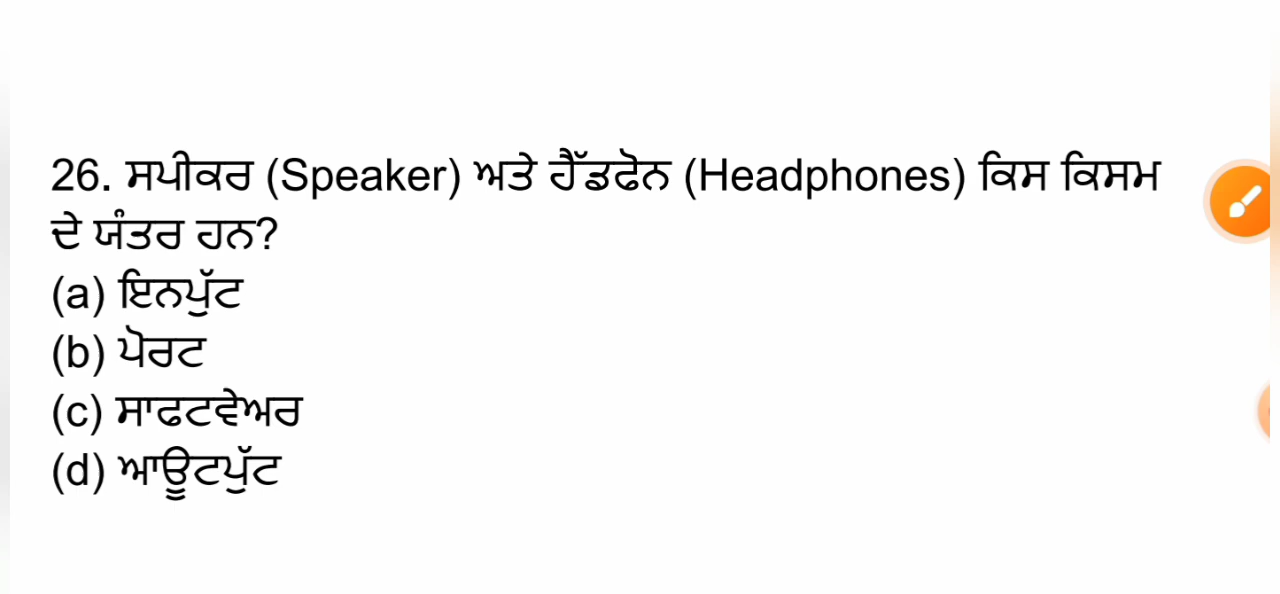 26. ਸਪੀਕਰ (Speaker) ਅਤੇ ਹੈੱਡਫੋਨ (Headphones) ਕਿਸ ਕਿਸਮ
ਦੇ ਯੰਤਰ ਹਨ?
(a) ਇਨਪੁੱਟ
(b) ਪੋਰਟ
(c) ਸਾਫਟਵੇਅਰ
(d) ਆਊਟਪੁੱਟ